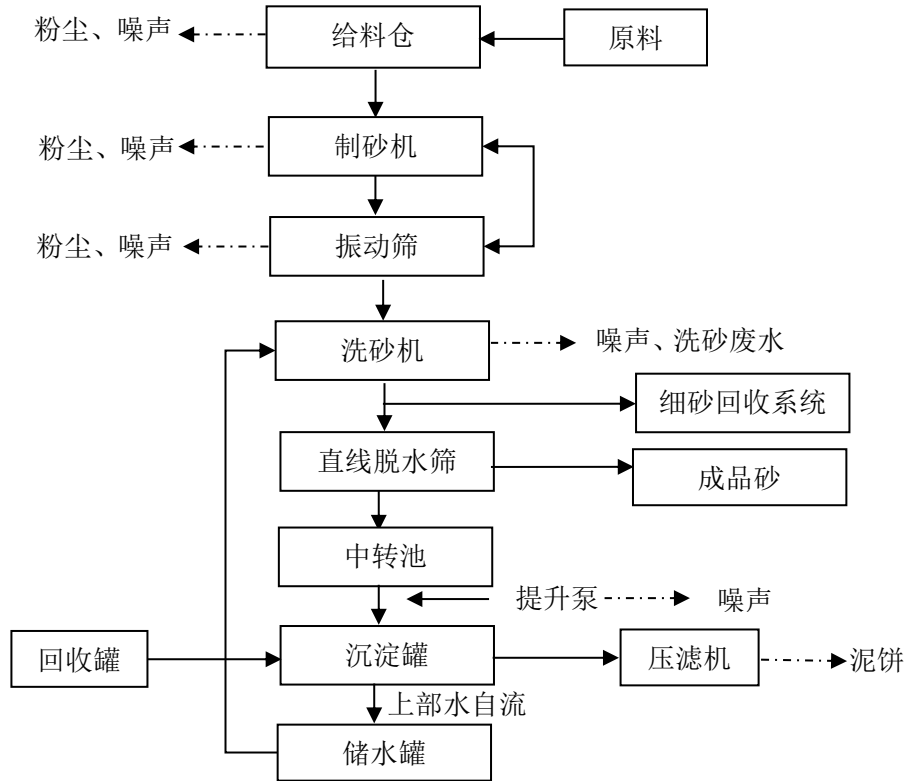 粉尘、噪声
给料仓
原料
粉尘、噪声
制砂机
粉尘、噪声
振动筛
洗砂机
噪声、洗砂废水
细砂回收系统
直线脱水筛
成品砂
中转池
提升泵
噪声
回收罐
沉淀罐
压滤机
泥饼
上部水自流
储水罐